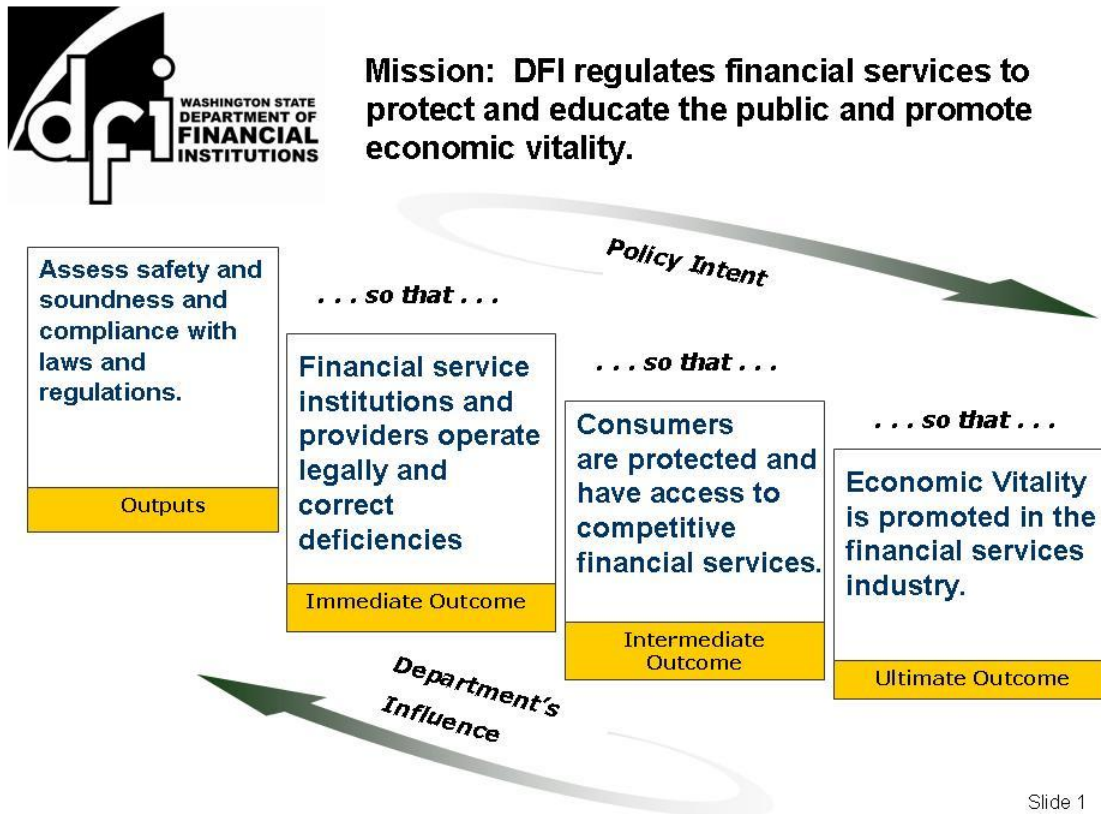 dfi
WASHINGTON STATE
DEPARTMENT OF
FINANCIAL
INSTITUTIONS
Mission:  DFI regulates financial services to
protect and educate the public and promote
economic vitality.
Policy Intent
Assess safety and
soundness and
compliance with
laws and
regulations.
Outputs
. . . so that . . .
Financial service
institutions and
providers operate
legally and
correct
deficiencies
Immediate Outcome
. . . so that . . .
Consumers
are protected and
have access to
competitive
financial services.
Intermediate
Outcome
. . . so that . . .
Economic Vitality
is promoted in the
financial services
industry.
Ultimate Outcome
Department's
Influence
Slide 1